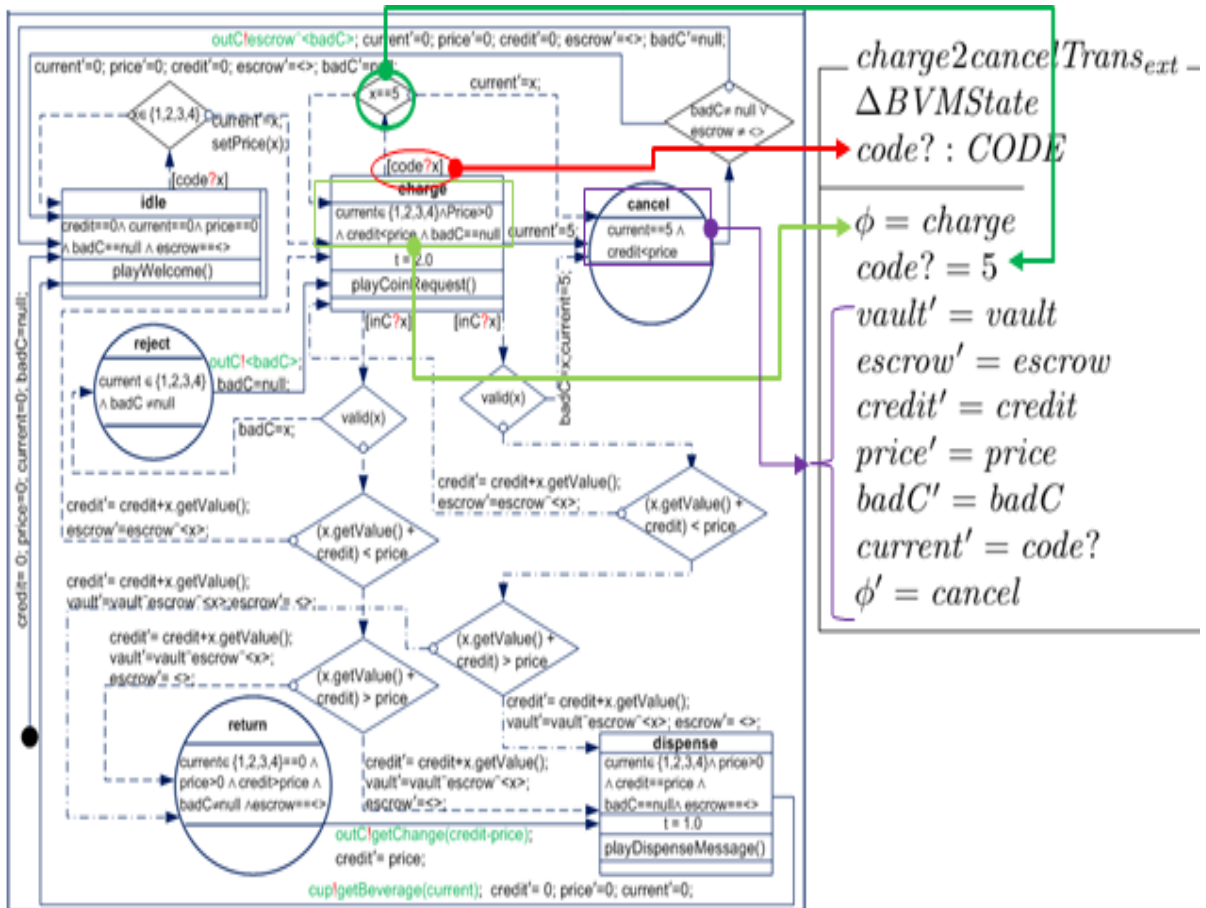 outC!escrow^<badC>; current'=0; price'=0; credit'=0; escrow'=<>; badC'=null;
current'=0; price'=0; credit'=0; escrow'=<>; badC'=null;
x==5
current'=x;
x∈{1,2,3,4}
current'=x;
setPrice(x);
badC≠ null ∨
escrow ≠ <>
[code?x]
[code?x]
idle
credit==0∧ current==0∧ price==0
∧ badC==null ∧ escrow==<>
playWelcome()
charge
current∈ {1,2,3,4}∧Price>0
∧ credit<price ∧ badC==null
t = 2.0
playCoinRequest()
current'=5;
cancel
current==5 ∧
credit<price
[inC?x]
[inC?x]
reject
current ∈ {1,2,3,4}
∧ badC ≠null
outC!<badC>;
badC=null;
badC=x;
valid(x)
valid(x)
badC=x;current=5;
credit'= credit+x.getValue();
escrow'=escrow^<x>;
(x.getValue() +
credit) < price
credit'= credit+x.getValue();
escrow'=escrow^<x>;
(x.getValue() +
credit) < price
credit'= credit+x.getValue();
vault'=vault^escrow^<x>;escrow'= <>;
credit'= credit+x.getValue();
vault'=vault^escrow^<x>;
escrow'= <>;
(x.getValue() +
credit) > price
(x.getValue() +
credit) > price
credit'= credit+x.getValue();
vault'=vault^escrow^<x>; escrow'= <>;
credit'= credit+x.getValue();
vault'=vault^escrow^<x>;
escrow'=<>;
return
current∈ {1,2,3,4}==0 ∧
price>0 ∧ credit>price ∧
badC≠null ∧escrow==<>
dispense
current∈ {1,2,3,4}∧ price>0
∧ credit==price ∧
badC==null∧ escrow==<>
t = 1.0
playDispenseMessage()
outC!getChange(credit-price);
credit'= price;
cup!getBeverage(current); credit'= 0; price'=0; current'=0;
credit= 0; price=0; current=0; badC=null;
charge2cancelTrans ext
ΔBVMState
code? : CODE
ϕ = charge
code? = 5
vault′ = vault
escrow′ = escrow
credit′ = credit
price′ = price
badC′ = badC
current′ = code?
ϕ′ = cancel